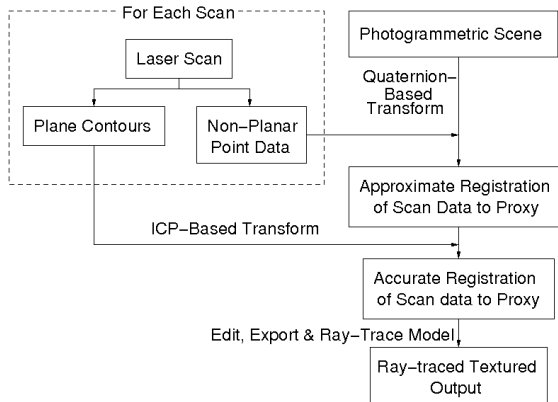 For Each Scan
Laser Scan
Plane Contours
Non-Planar
Point Data
Photogrammetric Scene
Quaternion-
Based
Transform
Approximate Registration
of Scan Data to Proxy
ICP-Based Transform
Accurate Registration
of Scan data to Proxy
Edit, Export & Ray-Trace Model
Ray-traced Textured
Output